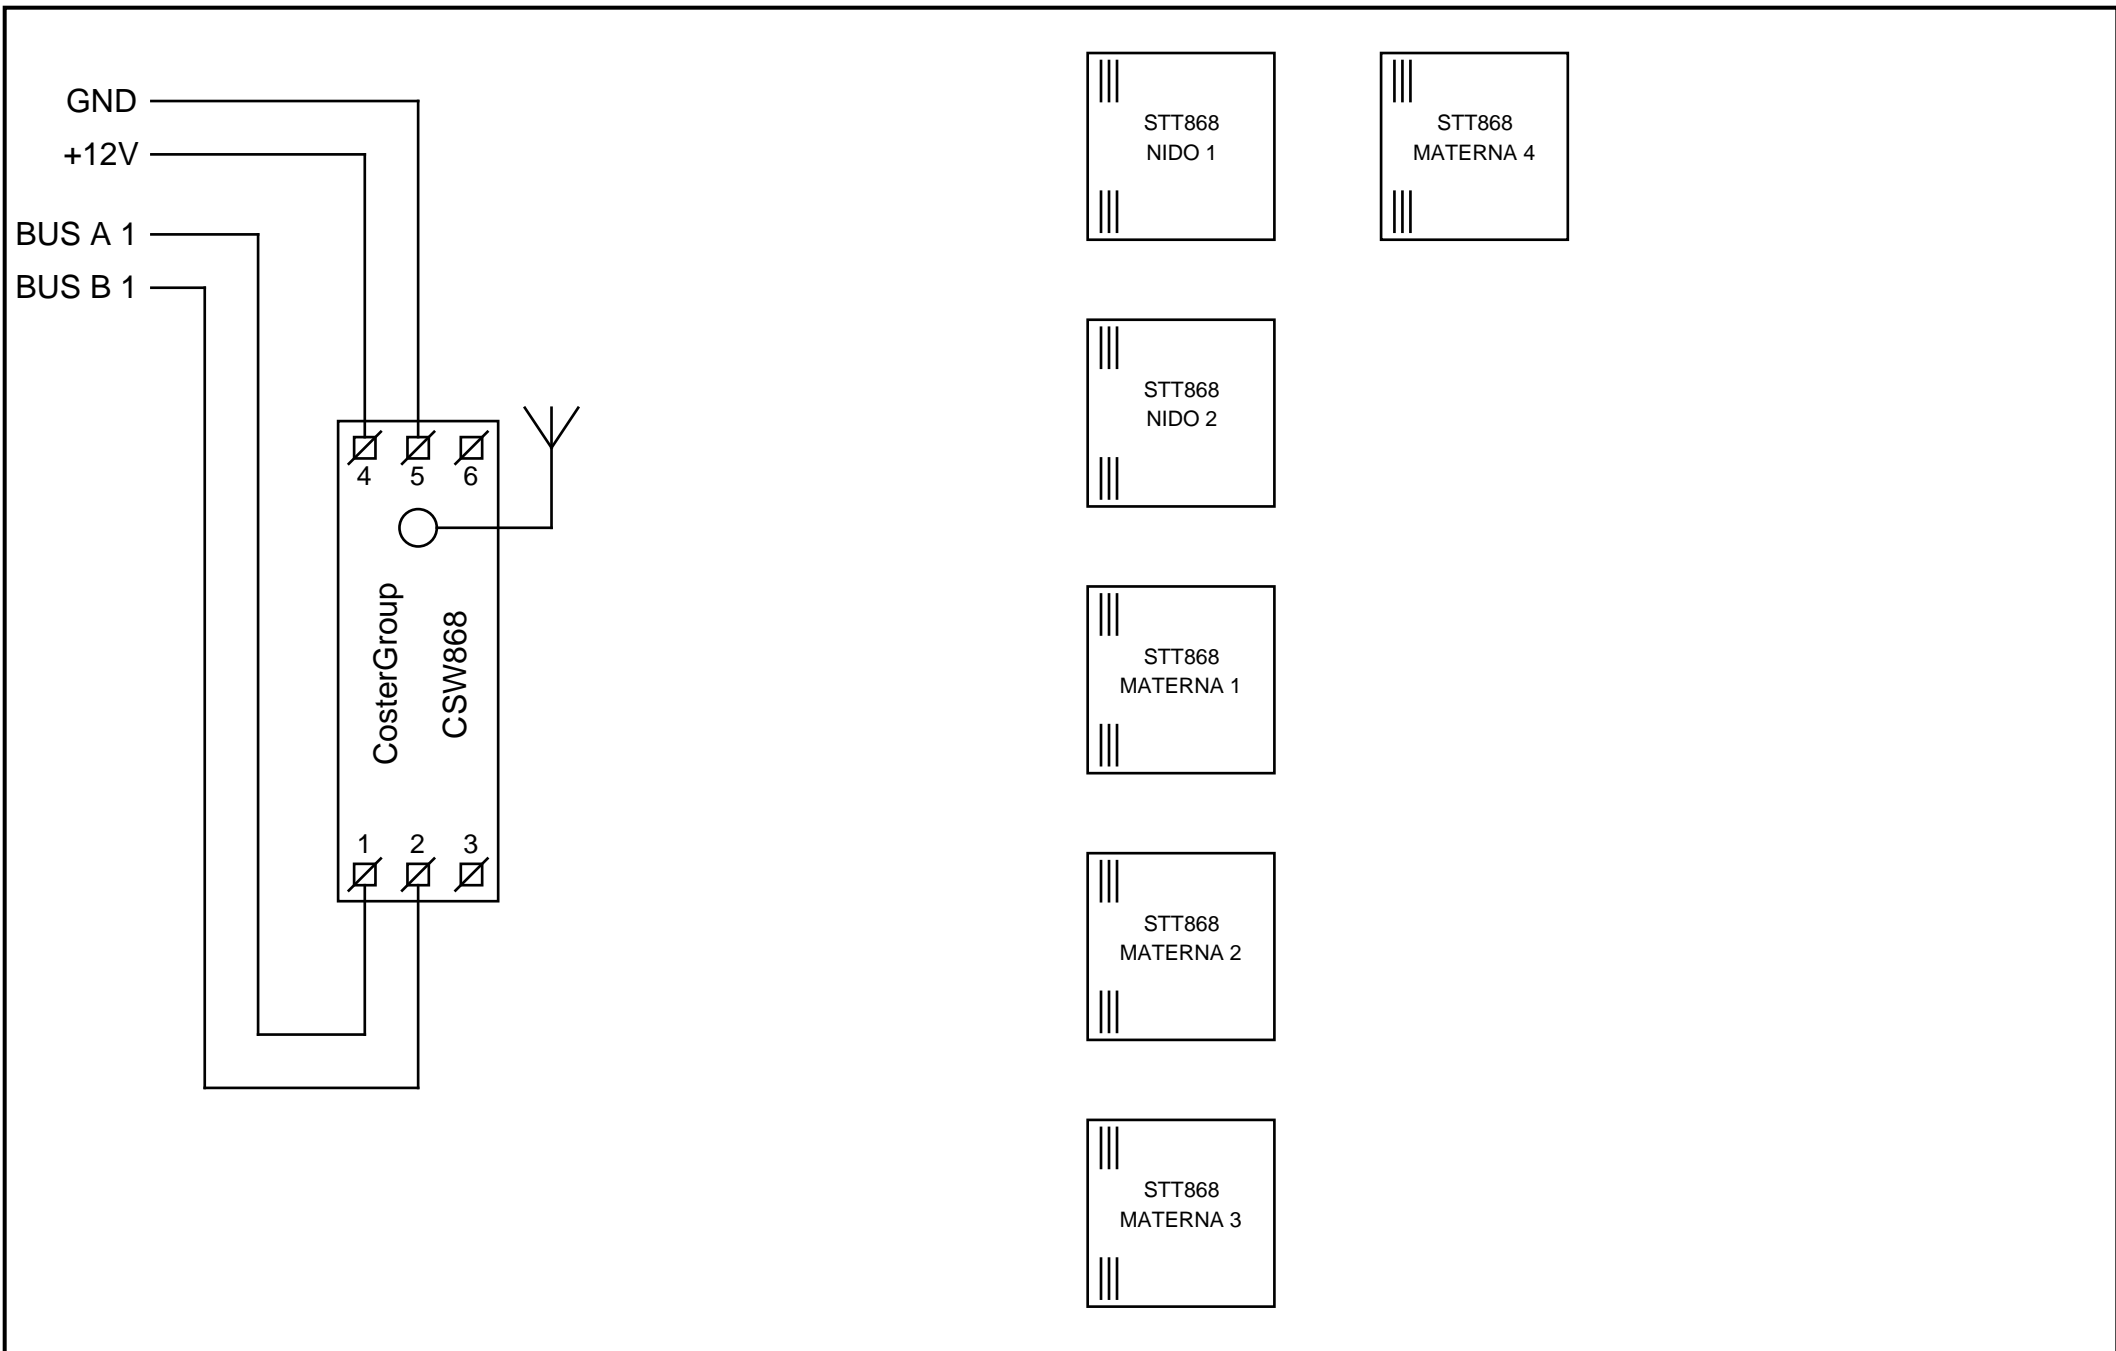 GND
+12V
BUS A 1
BUS B 1
4 5 6
CosterGroup
CSW868
1 2 3
STT868
NIDO 1
STT868
MATERNA 4
STT868
NIDO 2
STT868
MATERNA 1
STT868
MATERNA 2
STT868
MATERNA 3